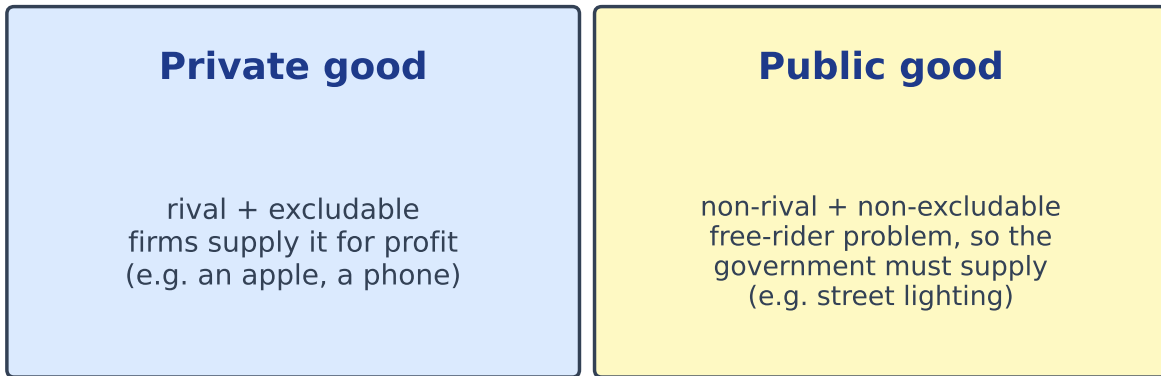 Private good
rival + excludable
firms supply it for profit
(e.g. an apple, a phone)
Public good
non-rival + non-excludable
free-rider problem, so the
government must supply
(e.g. street lighting)